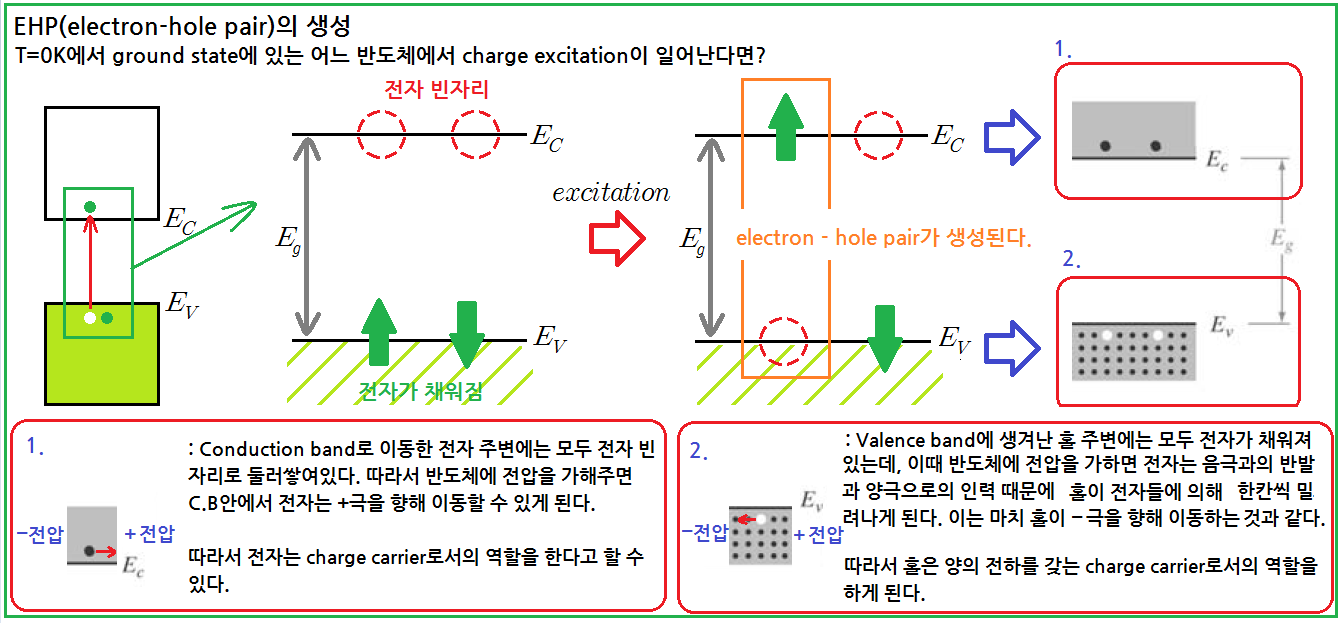 EHP(electron-hole pair)의 생성
T=0K에서 ground state에 있는 어느 반도체에서 charge excitation이 일어난다면?
E_C
E_V
전자 빈자리
E_C
E_g
E_V
전자가 채워짐
excitation
E_C
E_g
electron - hole pair가 생성된다.
E_V
1.
E_c
E_g
2.
E_v
1.
: Conduction band로 이동한 전자 주변에는 모두 전자 빈
자리로 둘러쌓여있다. 따라서 반도체에 전압을 가해주면
C.B안에서 전자는 +극을 향해 이동할 수 있게 된다.
따라서 전자는 charge carrier로서의 역할을 한다고 할 수
있다.
-전압
+전압
E_c
2.
: Valence band에 생겨난 홀 주변에는 모두 전자가 채워져
있는데, 이때 반도체에 전압을 가하면 전자는 음극과의 반발
과 양극으로의 인력 때문에 홀이 전자들에 의해 한칸씩 밀
려나게 된다. 이는 마치 홀이 -극을 향해 이동하는 것과 같다.
따라서 홀은 양의 전하를 갖는 charge carrier로서의 역할을
하게 된다.
E_v
-전압
+전압